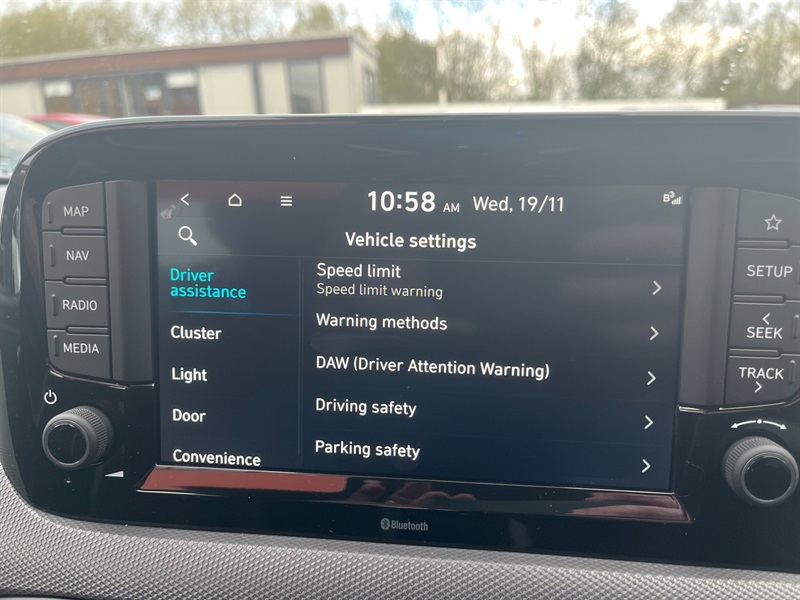 10:58 AM Wed, 19/11
Vehicle settings
Driver
assistance
Cluster
Light
Door
Convenience
Speed limit
Speed limit warning
Warning methods
DAW (Driver Attention Warning)
Driving safety
Parking safety
MAP
NAV
RADIO
MEDIA
SETUP
SEEK
TRACK
Bluetooth